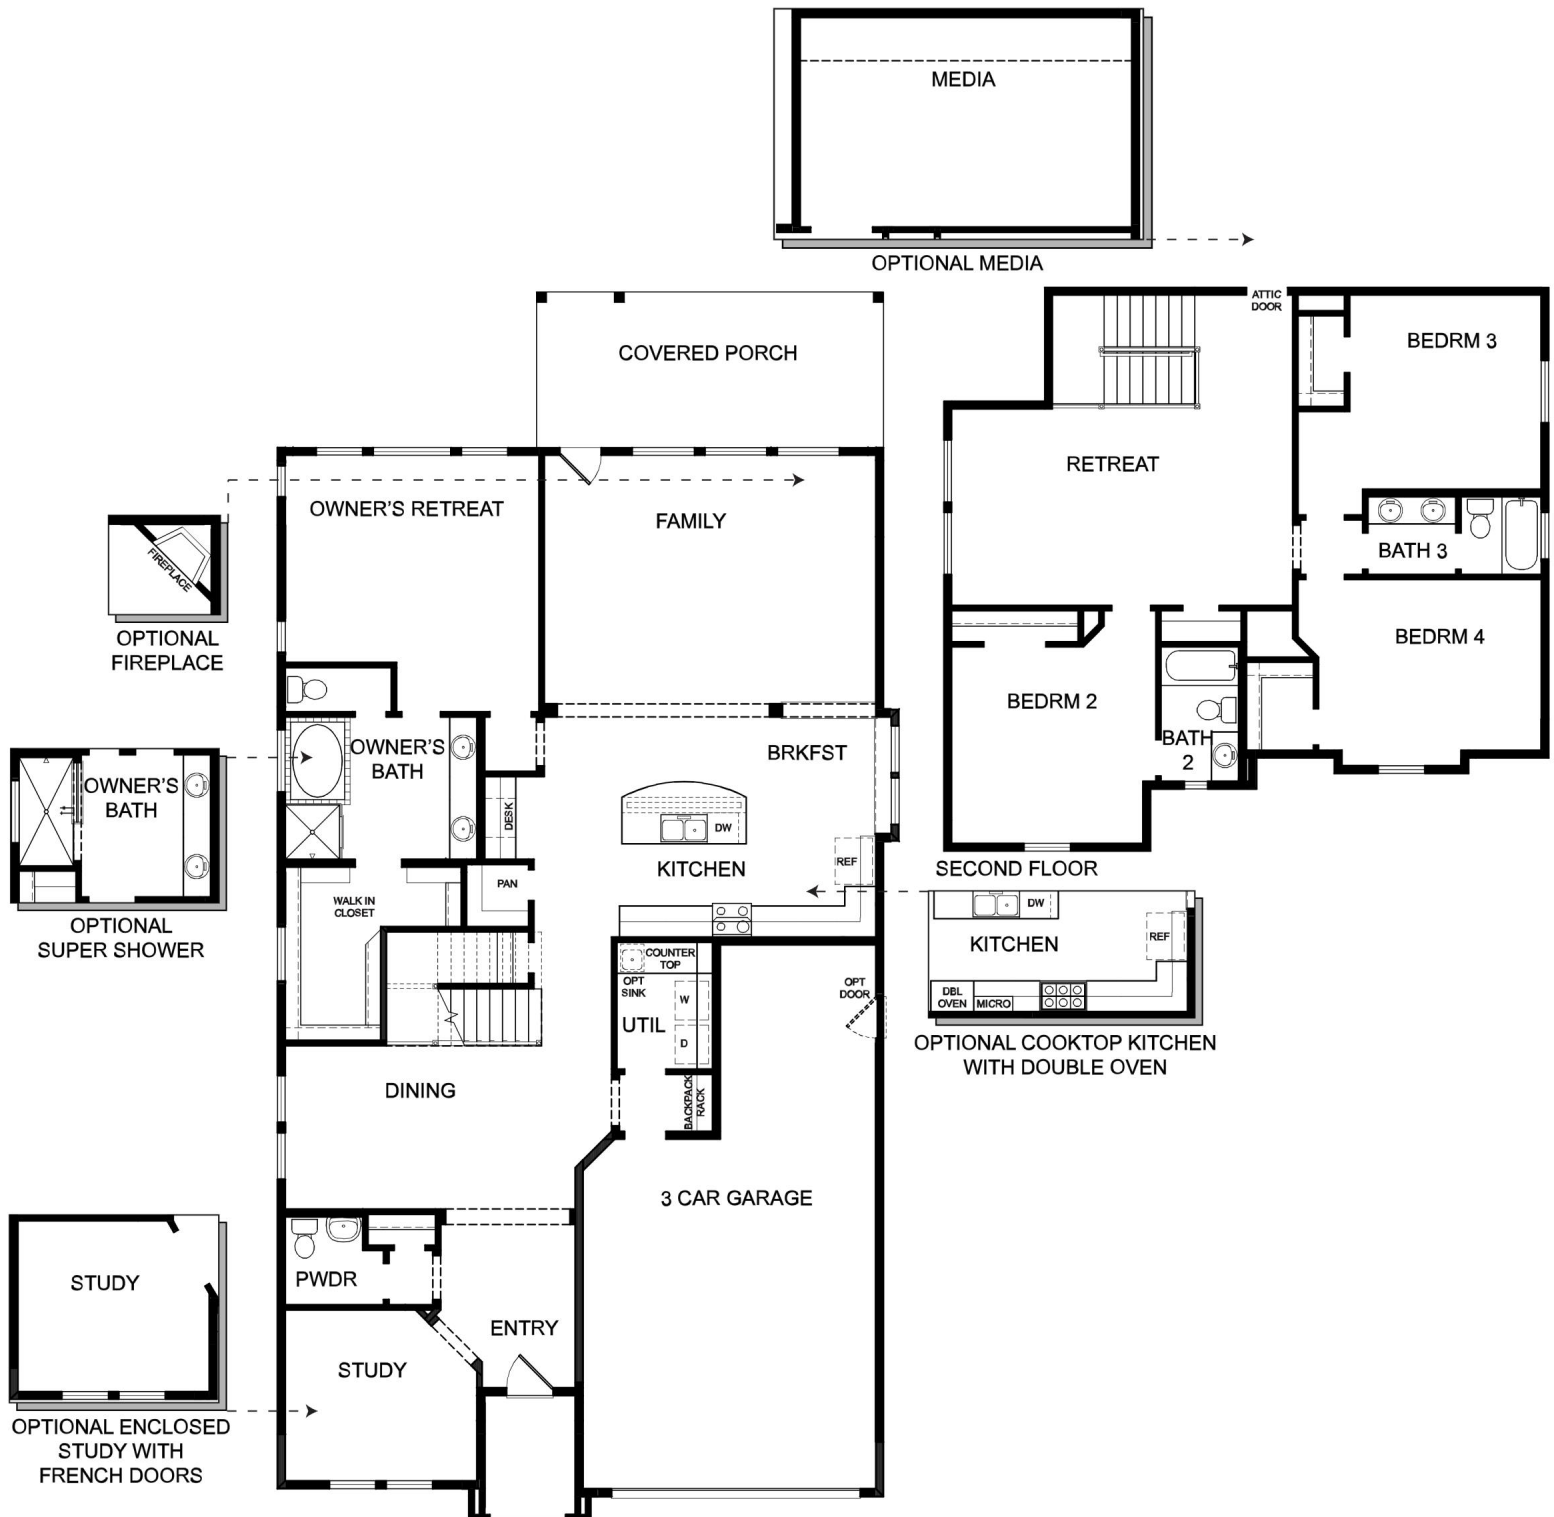 MEDIA
OPTIONAL MEDIA
ATTIC
DOOR
BEDRM 3
RETREAT
BATH 3
BEDRM 4
BEDRM 2
BATH
2
SECOND FLOOR
COVERED PORCH
OWNER'S RETREAT
FAMILY
FIREPLACE
OPTIONAL
FIREPLACE
OWNER'S
BATH
BRKFST
DESK
DW
KITCHEN
REF
PAN
WALK IN
CLOSET
OWNER'S
BATH
OPTIONAL
SUPER SHOWER
COUNTER
TOP
OPT
SINK
W
UTIL
D
BACKPACK
RACK
OPT
DOOR
DW
KITCHEN
REF
DBL
OVEN
MICRO
OPTIONAL COOKTOP KITCHEN
WITH DOUBLE OVEN
DINING
3 CAR GARAGE
PWDR
ENTRY
STUDY
STUDY
OPTIONAL ENCLOSED
STUDY WITH
FRENCH DOORS